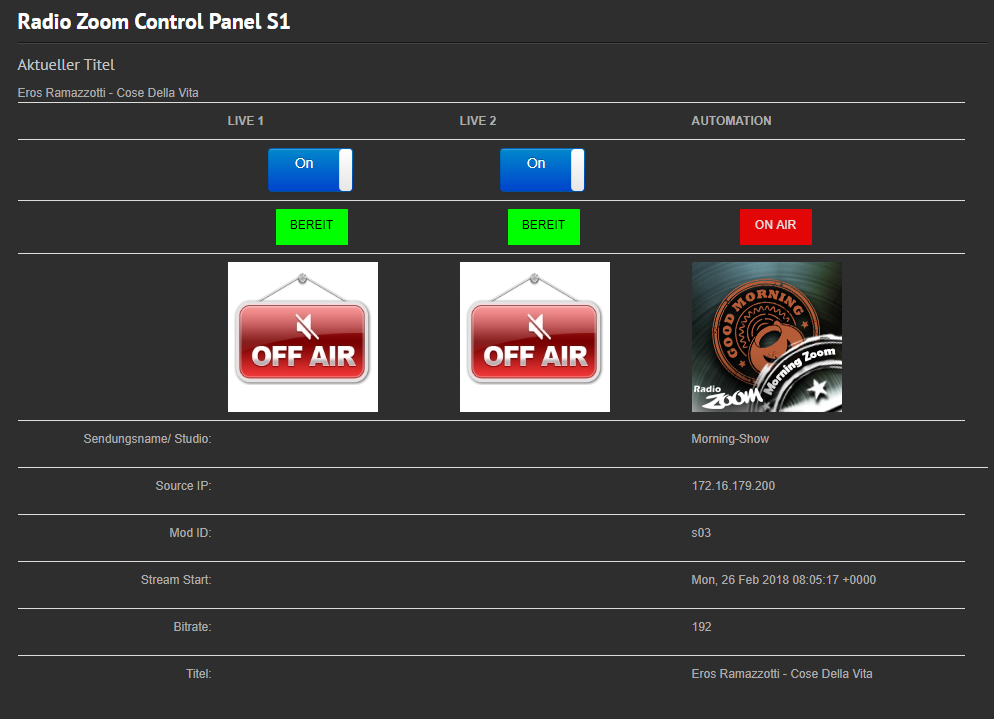 Radio Zoom Control Panel S1
Aktueller Titel
Eros Ramazzotti - Cose Della Vita
LIVE 1 LIVE 2 AUTOMATION
On On
BEREIT BEREIT ON AIR
OFF AIR OFF AIR
GOOD MORNING
Morning Zoom
Radio
ZOOM
Sendungsname/ Studio: Morning-Show
Source IP: 172.16.179.200
Mod ID: s03
Stream Start: Mon, 26 Feb 2018 08:05:17 +0000
Bitrate: 192
Titel: Eros Ramazzotti - Cose Della Vita